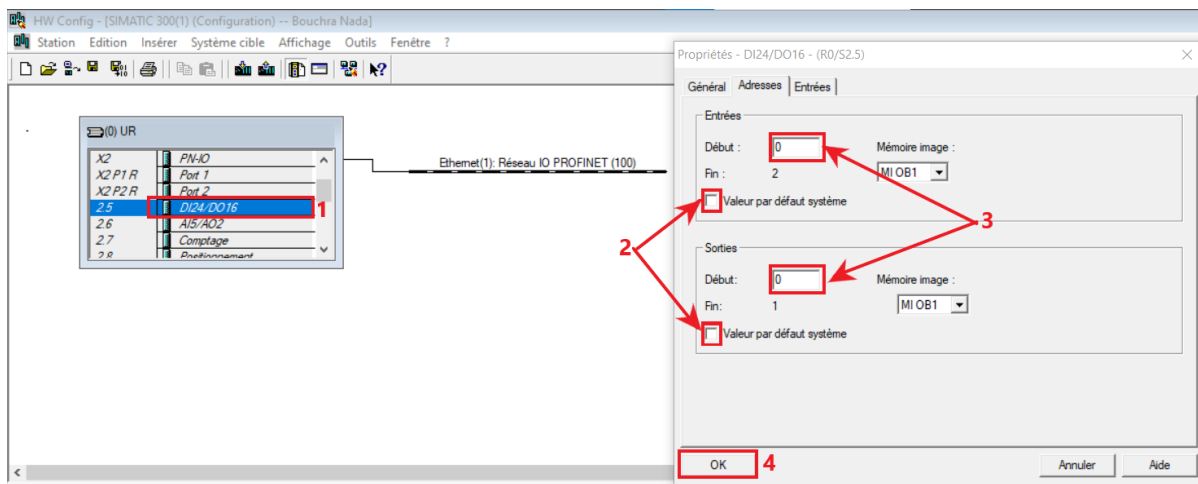 HW Config - [SIMATIC 300(1) (Configuration) -- Bouchra Nada]
Station Edition Insérer Système cible Affichage Outils Fenêtre ?
(0) UR
X2 PN-IO
X2 P1 R Port 1
X2 P2 R Port 2
2.5 DI24/DO16 1
2.6 AI5/AO2
2.7 Comptage
2.8 Positionnement
Ethernet(1): Réseau IO PROFINET (100)
Propriétés - DI24/DO16 - (R0/S2.5)
Général Adresses Entrées
Entrées
Début : 0 Mémoire image :
Fin : 2 MI OB1
Valeur par défaut système
2 3
Sorties
Début: 0 Mémoire image :
Fin: 1 MI OB1
Valeur par défaut système
OK 4 Annuler Aide